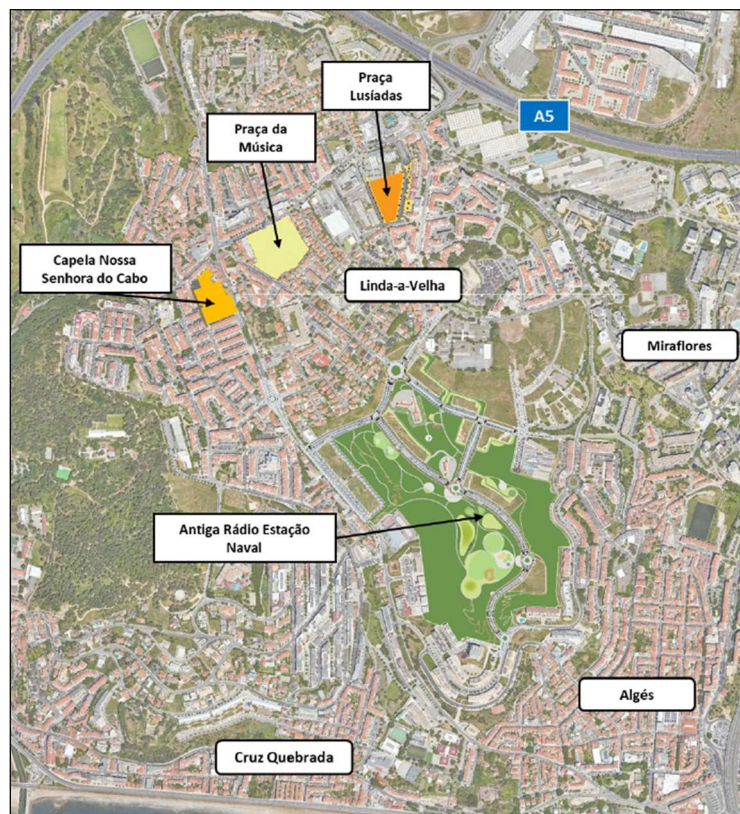 Praça
Lusíadas
A5
Praça da
Música
Capela Nossa
Senhora do Cabo
Linda-a-Velha
Miraflores
Antiga Rádio Estação
Naval
Algés
Cruz Quebrada